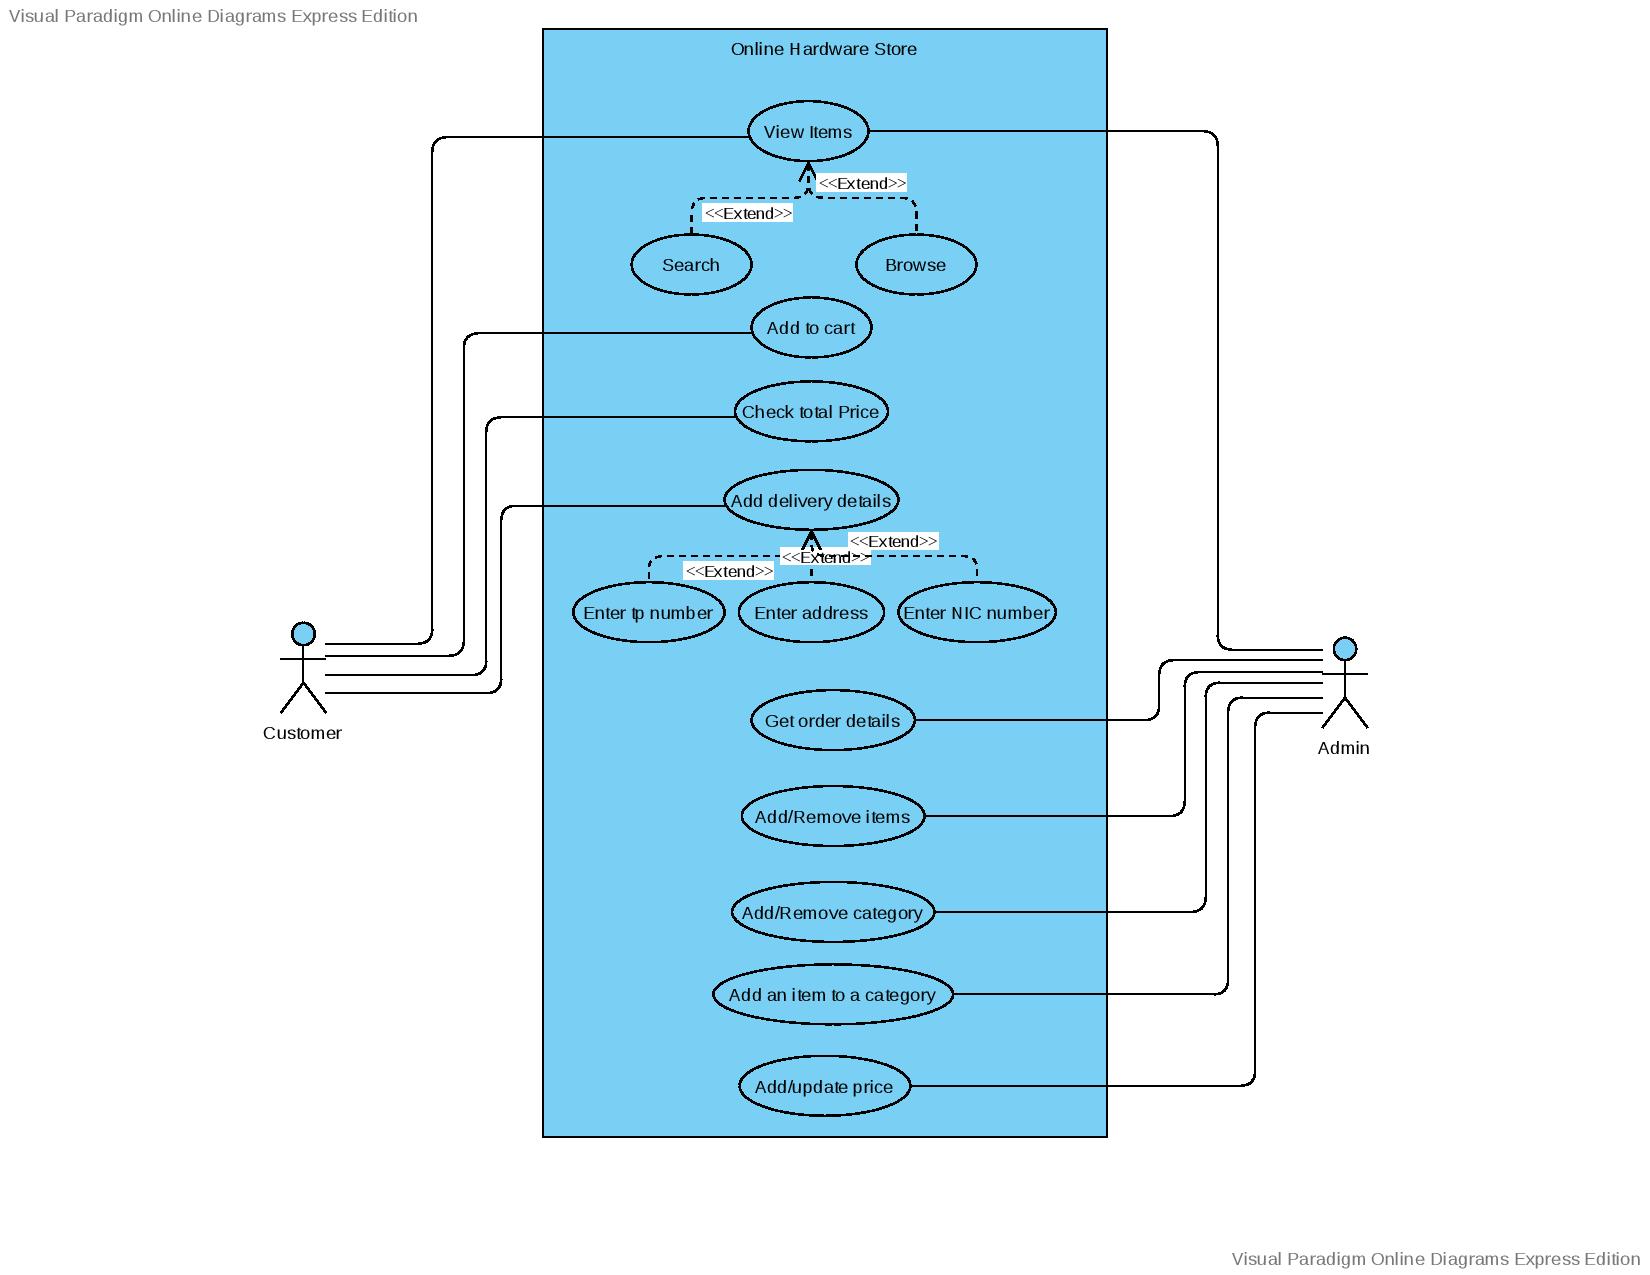 Visual Paradigm Online Diagrams Express Edition
Online Hardware Store
View Items
<<Extend>>
<<Extend>>
Search
Browse
Add to cart
Check total Price
Add delivery details
<<Extend>>
<<Extend>>
<<Extend>>
Enter tp number
Enter address
Enter NIC number
Get order details
Customer
Admin
Add/Remove items
Add/Remove category
Add an item to a category
Add/update price
Visual Paradigm Online Diagrams Express Edition